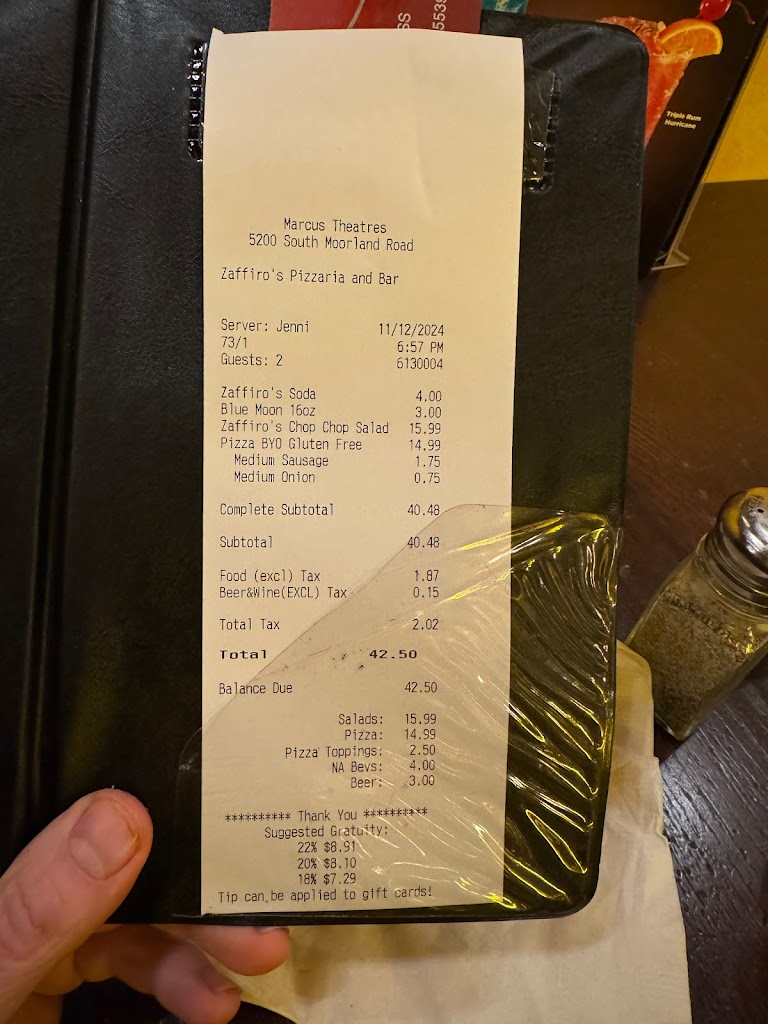 SS
553
Triple Rum
Hurricane
Marcus Theatres
5200 South Moorland Road
Zaffiro's Pizzaria and Bar
Server: Jenni 11/12/2024
73/1 6:57 PM
Guests: 2 6130004
Zaffiro's Soda 4.00
Blue Moon 16oz 3.00
Zaffiro's Chop Chop Salad 15.99
Pizza BYO Gluten Free 14.99
Medium Sausage 1.75
Medium Onion 0.75
Complete Subtotal 40.48
Subtotal 40.48
Food (excl) Tax 1.87
Beer&Wine(EXCL) Tax 0.15
Total Tax 2.02
Total 42.50
Balance Due 42.50
Salads: 15.99
Pizza: 14.99
Pizza Toppings: 2.50
NA Bevs: 4.00
Beer: 3.00
********** Thank You **********
Suggested Gratuity:
22% $8.91
20% $8.10
18% $7.29
Tip can be applied to gift cards!